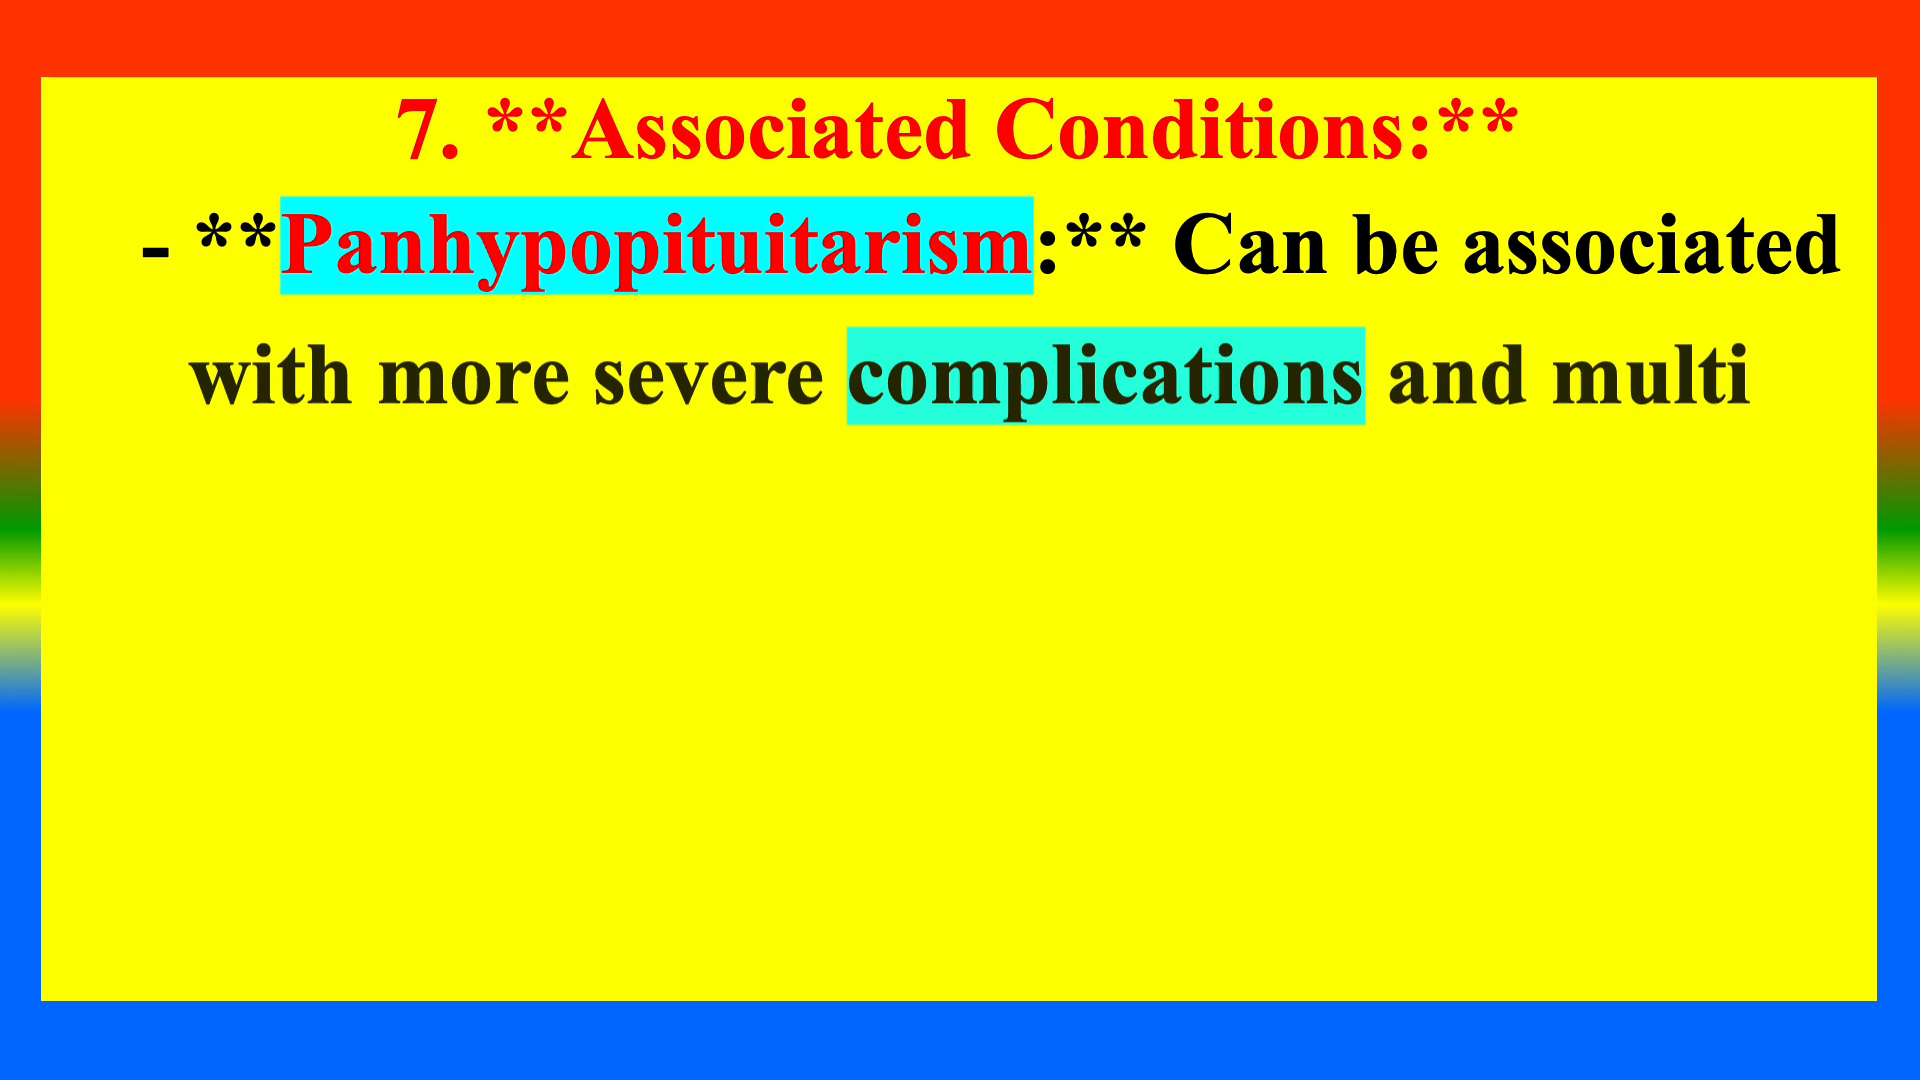 7. **Associated Conditions:**
- **Panhypopituitarism:** Can be associated
with more severe complications and multi